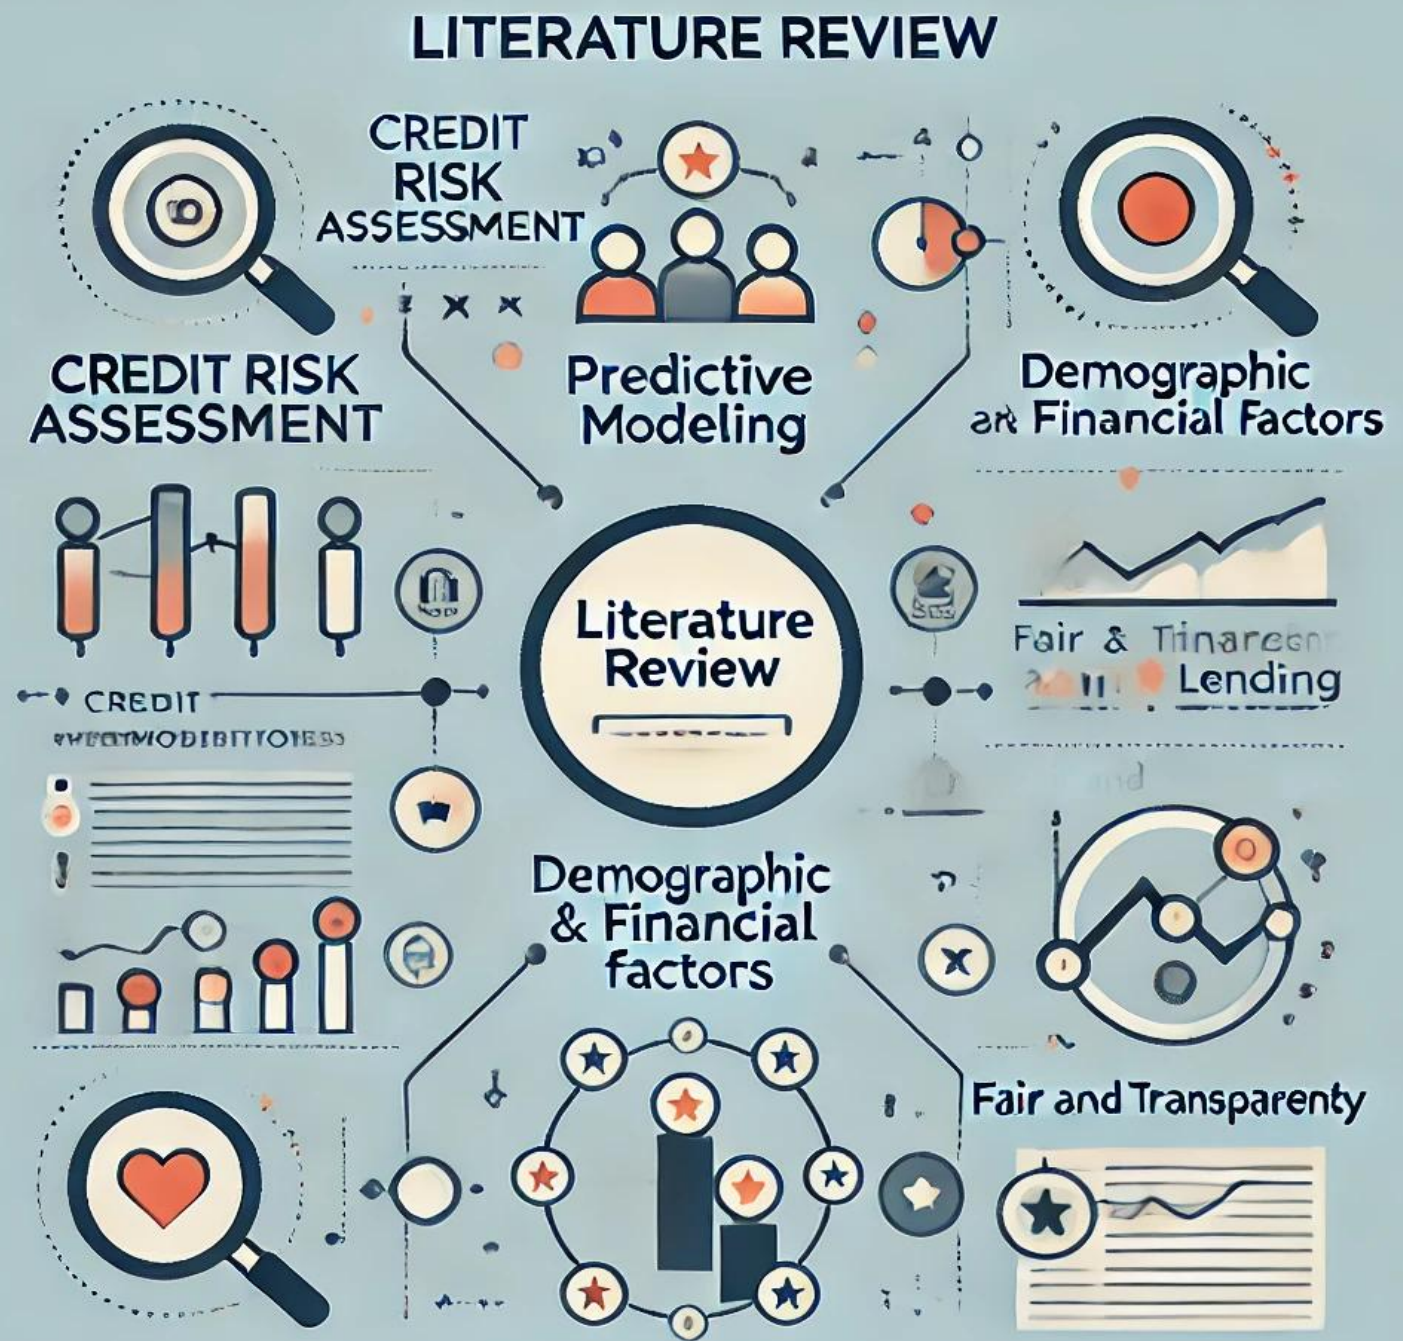 LITERATURE REVIEW
CREDIT
RISK
ASSESSMENT
CREDIT RISK
ASSESSMENT
Predictive
Modeling
Demographic
Financial Factors
Literature
Review
Fair &
Lending
CREDIT
and
Demographic
& Financial
factors
Fair and Transparenty